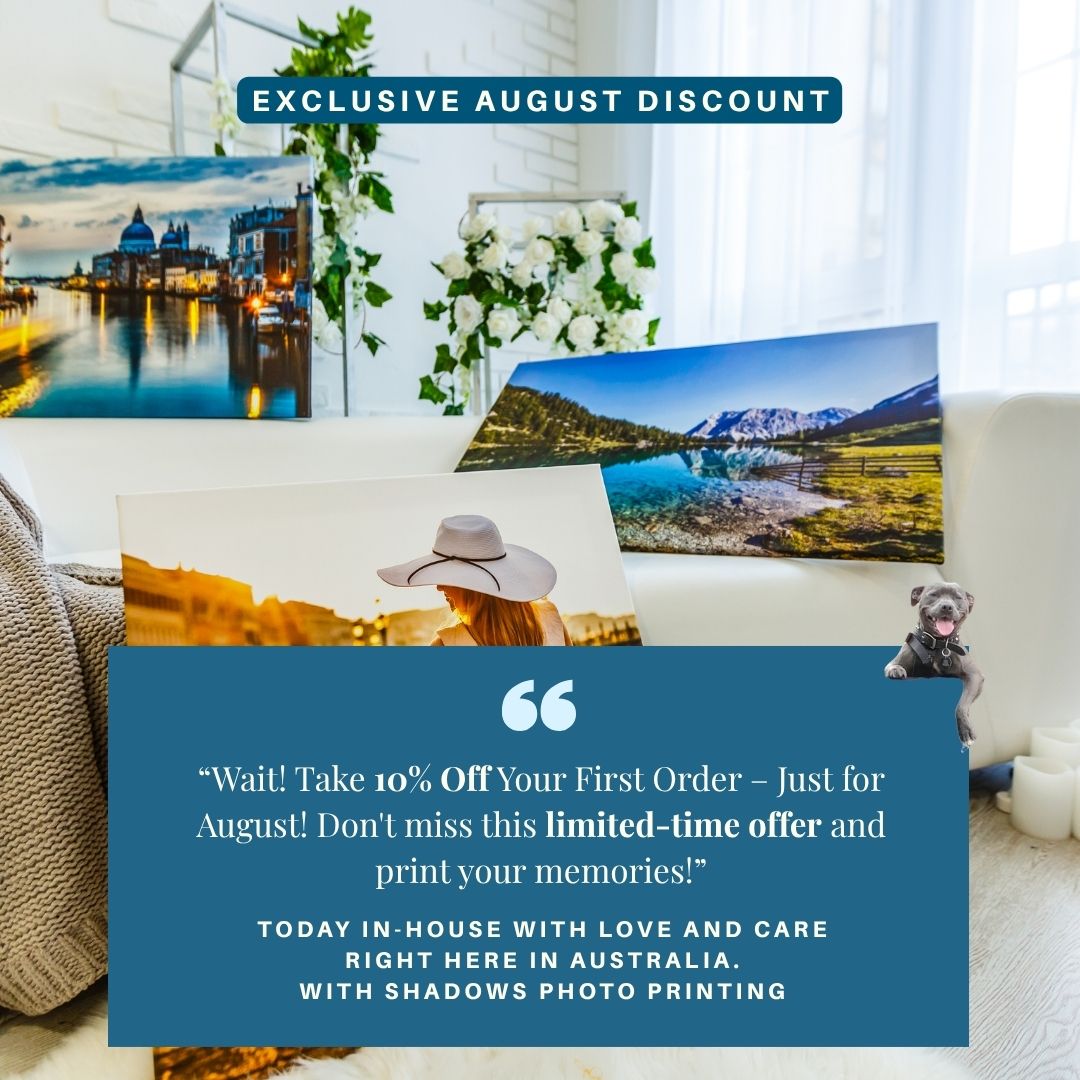 EXCLUSIVE AUGUST DISCOUNT
“Wait! Take 10% Off Your First Order – Just for
August! Don't miss this limited-time offer and
print your memories!”
TODAY IN-HOUSE WITH LOVE AND CARE
RIGHT HERE IN AUSTRALIA.
WITH SHADOWS PHOTO PRINTING